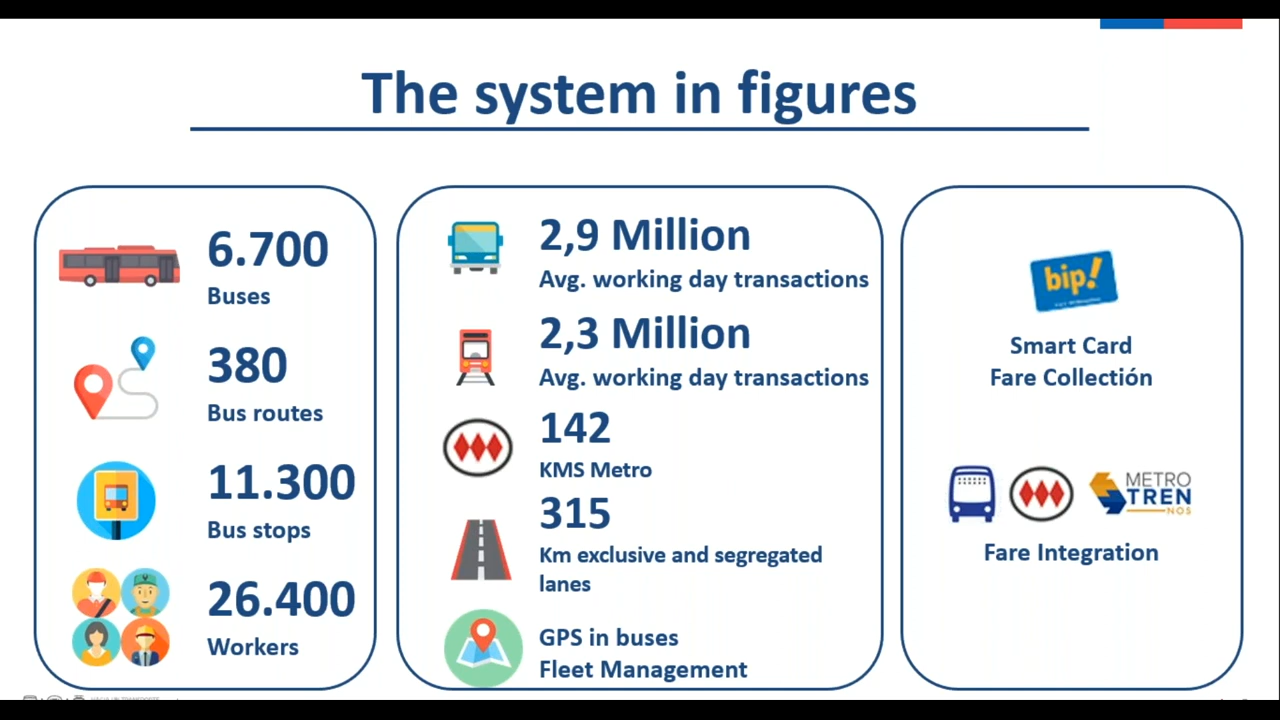 The system in figures
6.700
Buses
380
Bus routes
11.300
Bus stops
26.400
Workers
2,9 Million
Avg. working day transactions
2,3 Million
Avg. working day transactions
142
KMS Metro
315
Km exclusive and segregated
lanes
GPS in buses
Fleet Management
bip!
Smart Card
Fare Collectión
METRO
TREN
NOS
Fare Integration